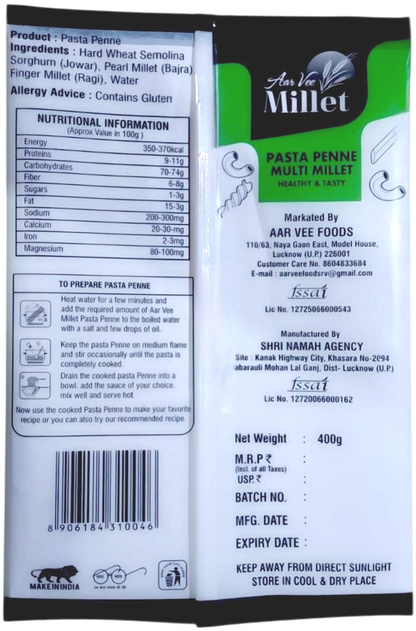 Product : Pasta Penne
Ingredients : Hard Wheat Semolina
Sorghum (Jowar), Pearl Millet (Bajra)
Finger Millet (Ragi), Water
Allergy Advice : Contains Gluten
NUTRITIONAL INFORMATION
(Approx Value in 100g )
Energy 350-370kcal
Proteins 9-11g
Carbohydrates 70-74g
Fiber 6-8g
Sugars 1-3g
Fat 15-3g
Sodium 200-300mg
Calcium 20-30-mg
Iron 2-3mg
Magnesium 80-100mg
TO PREPARE PASTA PENNE
Heat water for a few minutes and
add the required amount of Aar Vee
Millet Pasta Penne to the boiled water
with a salt and few drops of oil.
Keep the pasta Penne on medium flame
and stir occasionally until the pasta is
completely cooked.
Drain the cooked pasta Penne into a
bowl. add the sauce of your choice.
mix well and serve hot.
Now use the cooked Pasta Penne to make your favorite
recipe or you can also try our recommended recipe.
8 906184 310046
MAKE IN INDIA
Aar Vee
Millet
PASTA PENNE
MULTI MILLET
HEALTHY & TASTY
Markated By
AAR VEE FOODS
110/63, Naya Gaon East, Model House,
Lucknow (U.P.) 226001
Customer Care No. 8604833684
E-mail : aarveefoodsrv@gmail.com
fssai
Lic No. 12725066000543
Manufactured By
SHRI NAMAH AGENCY
Site : Kanak Highway City, Khasara No-2094
abarauli Mohan Lal Ganj, Dist- Lucknow (U.P.)
fssai
Lic No. 12720066000162
Net Weight : 400g
M.R.P ₹ :
(Incl. of all Taxes)
USP.₹ :
BATCH NO. :
MFG. DATE :
EXPIRY DATE :
KEEP AWAY FROM DIRECT SUNLIGHT
STORE IN COOL & DRY PLACE